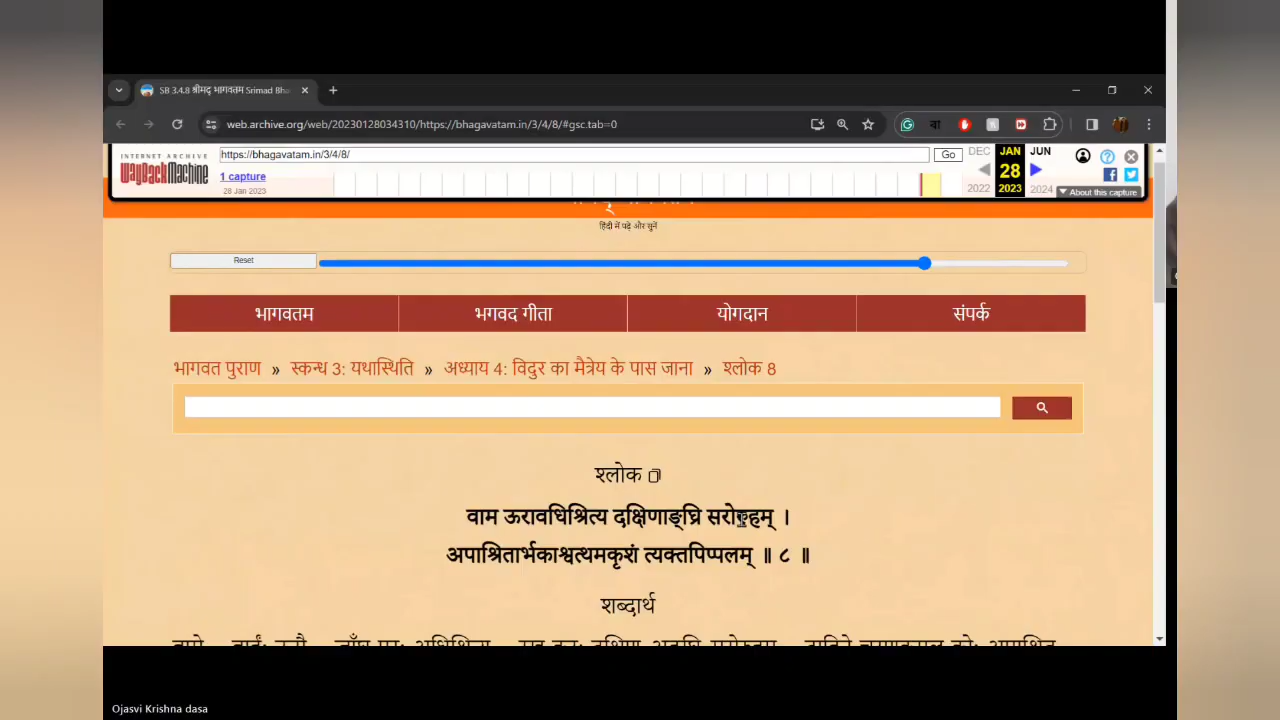 SB 3.4.8 श्रीमद् भागवतम Srimad Bha
web.archive.org/web/20230128034310/https://bhagavatam.in/3/4/8/#gsc.tab=0
INTERNET ARCHIVE
WayBackMachine
https://bhagavatam.in/3/4/8/
Go
DEC JAN JUN
1 capture
28
28 Jan 2023
2022 2023 2024
About this capture
हिंदी में पढ़े और सुनें
Reset
भागवतम भगवद गीता योगदान संपर्क
भागवत पुराण » स्कन्ध 3: यथास्थिति » अध्याय 4: विदुर का मैत्रेय के पास जाना » श्लोक 8
श्लोक
वाम ऊरावधिश्रित्य दक्षिणाङ्‌घ्रि सरोरुहम् ।
अपाश्रितार्भकाश्वत्थमकृशं त्यक्तपिप्पलम् ॥ ८ ॥
शब्दार्थ
Ojasvi Krishna dasa